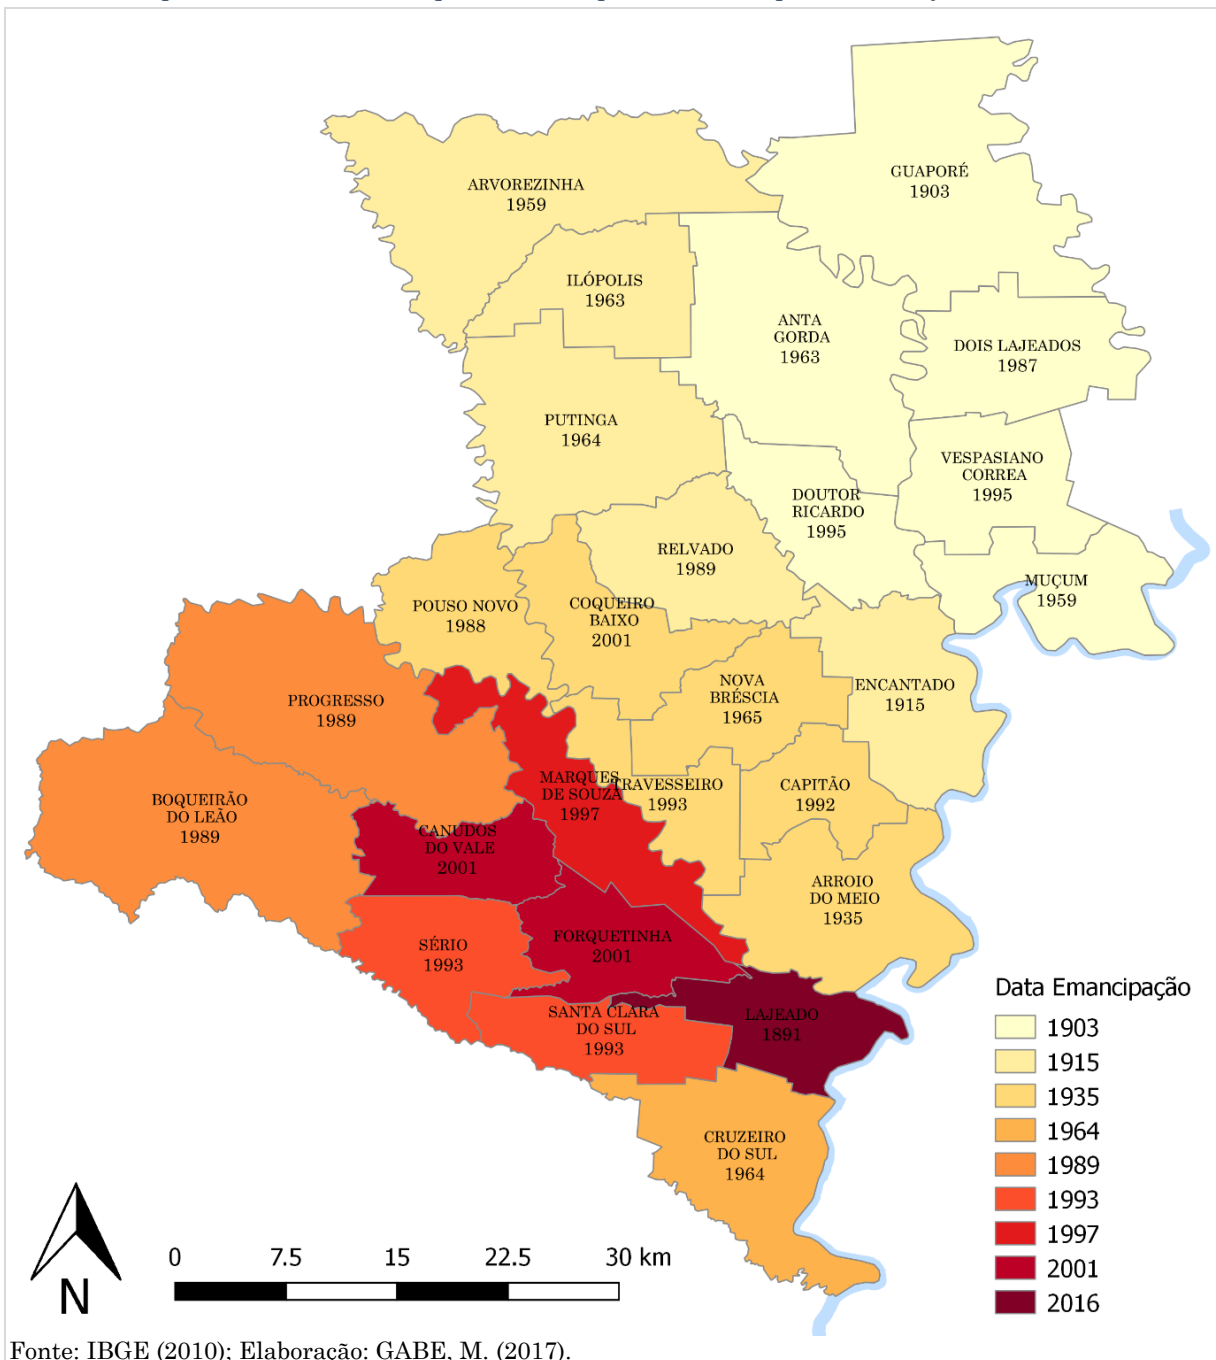 ARVOREZINHA
1959
GUAPORÉ
1903
ILÓPOLIS
1963
ANTA
GORDA
1963
DOIS LAJEADOS
1987
PUTINGA
1964
VESPASIANO
CORREA
1995
DOUTOR
RICARDO
1995
RELVADO
1989
MUÇUM
1959
POUSO NOVO
1988
COQUEIRO
BAIXO
2001
NOVA
BRÉSCIA
1965
ENCANTADO
1915
PROGRESSO
1989
BOQUEIRÃO
DO LEÃO
1989
MARQUES
DE SOUZA
1997
TRAVESSEIRO
1993
CAPITÃO
1992
CANUDOS
DO VALE
2001
ARROIO
DO MEIO
1935
SÉRIO
1993
FORQUETINHA
2001
SANTA CLARA
DO SUL
1993
LAJEADO
1891
CRUZEIRO
DO SUL
1964
Data Emancipação
1903
1915
1935
1964
1989
1993
1997
2001
2016
N
0 7.5 15 22.5 30 km
Fonte: IBGE (2010); Elaboração: GABE, M. (2017).